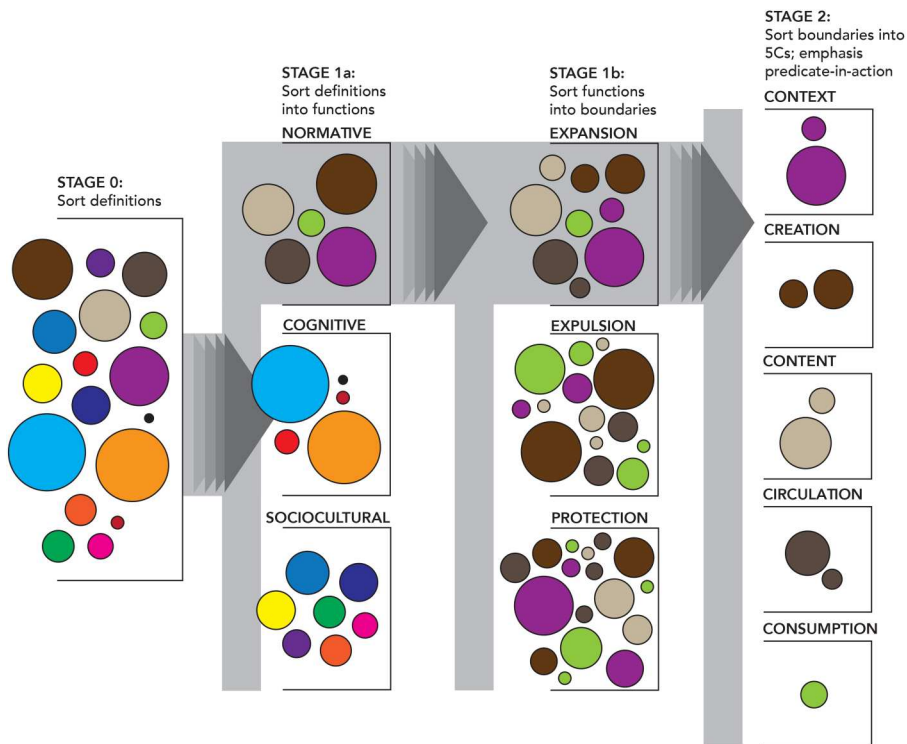 STAGE 0:
Sort definitions
STAGE 1a:
Sort definitions
into functions
NORMATIVE
COGNITIVE
SOCIOCULTURAL
STAGE 1b:
Sort functions
into boundaries
EXPANSION
EXPULSION
PROTECTION
STAGE 2:
Sort boundaries into
5Cs; emphasis
predicate-in-action
CONTEXT
CREATION
CONTENT
CIRCULATION
CONSUMPTION